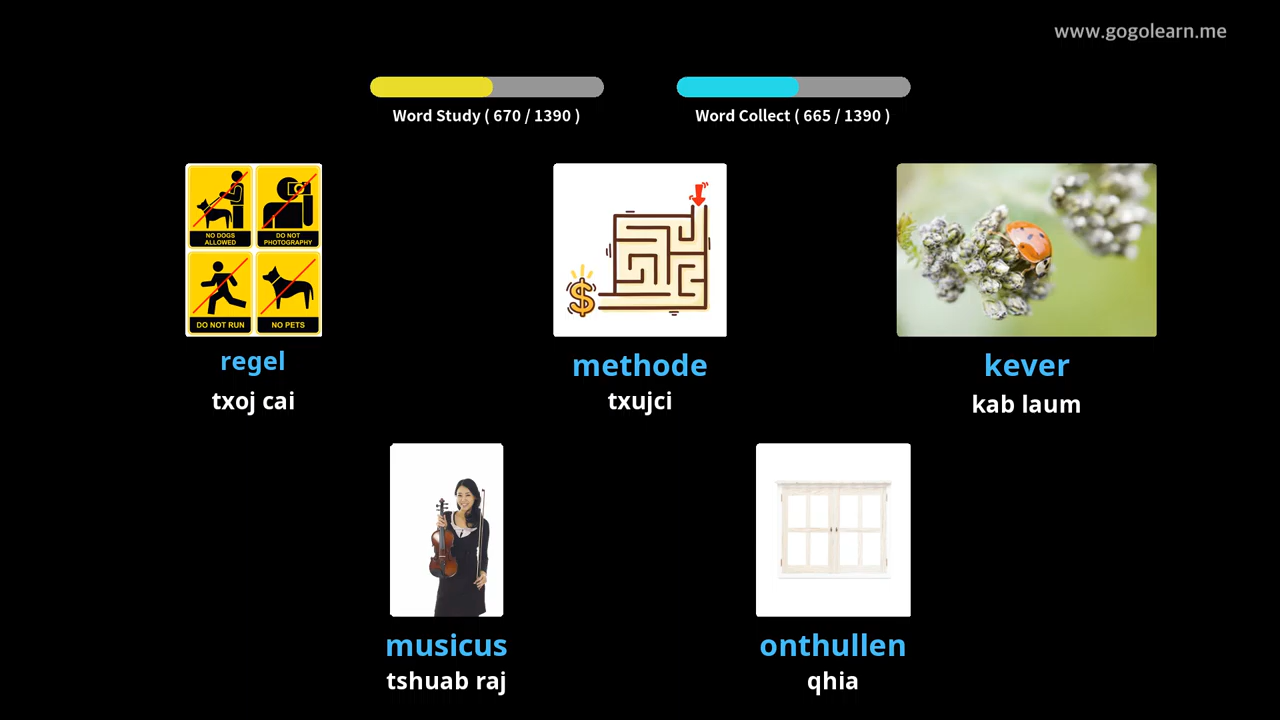 www.gogolearn.me
Word Study ( 670 / 1390 )
Word Collect ( 665 / 1390 )
NO DOGS
ALLOWED
DO NOT
PHOTOGRAPHY
DO NOT RUN
NO PETS
$
regel
txoj cai
methode
txujci
kever
kab laum
musicus
tshuab raj
onthullen
qhia